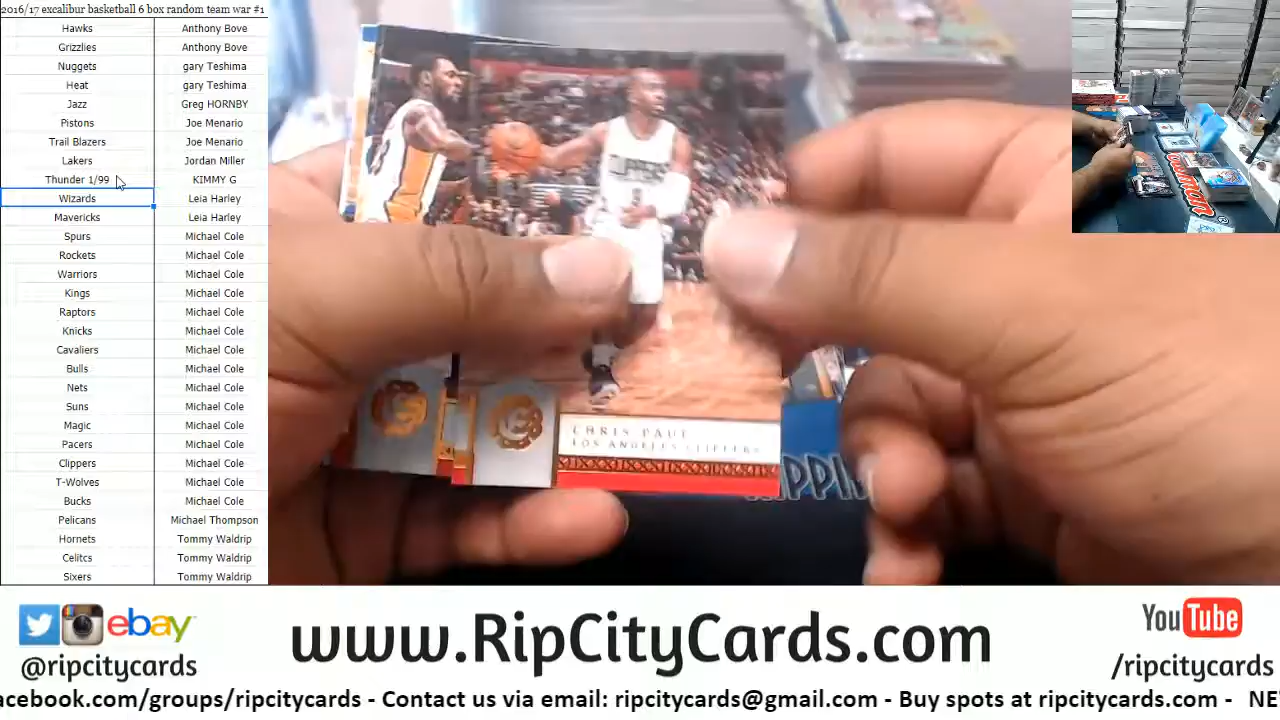 2016/17 excalibur basketball 6 box random team war #1
Hawks Anthony Bove
Grizzlies Anthony Bove
Nuggets gary Teshima
Heat gary Teshima
Jazz Greg HORNBY
Pistons Joe Menario
Trail Blazers Joe Menario
Lakers Jordan Miller
Thunder 1/99 KIMMY G
Wizards Leia Harley
Mavericks Leia Harley
Spurs Michael Cole
Rockets Michael Cole
Warriors Michael Cole
Kings Michael Cole
Raptors Michael Cole
Knicks Michael Cole
Cavaliers Michael Cole
Bulls Michael Cole
Nets Michael Cole
Suns Michael Cole
Magic Michael Cole
Pacers Michael Cole
Clippers Michael Cole
T-Wolves Michael Cole
Bucks Michael Cole
Pelicans Michael Thompson
Hornets Tommy Waldrip
Celitcs Tommy Waldrip
Sixers Tommy Waldrip
CLIPPERS
CHRIS PAUL
LOS ANGELES CLIPPERS
ebay
@ripcitycards
www.RipCityCards.com
YouTube
/ripcitycards
acebook.com/groups/ripcitycards - Contact us via email: ripcitycards@gmail.com - Buy spots at ripcitycards.com - NE